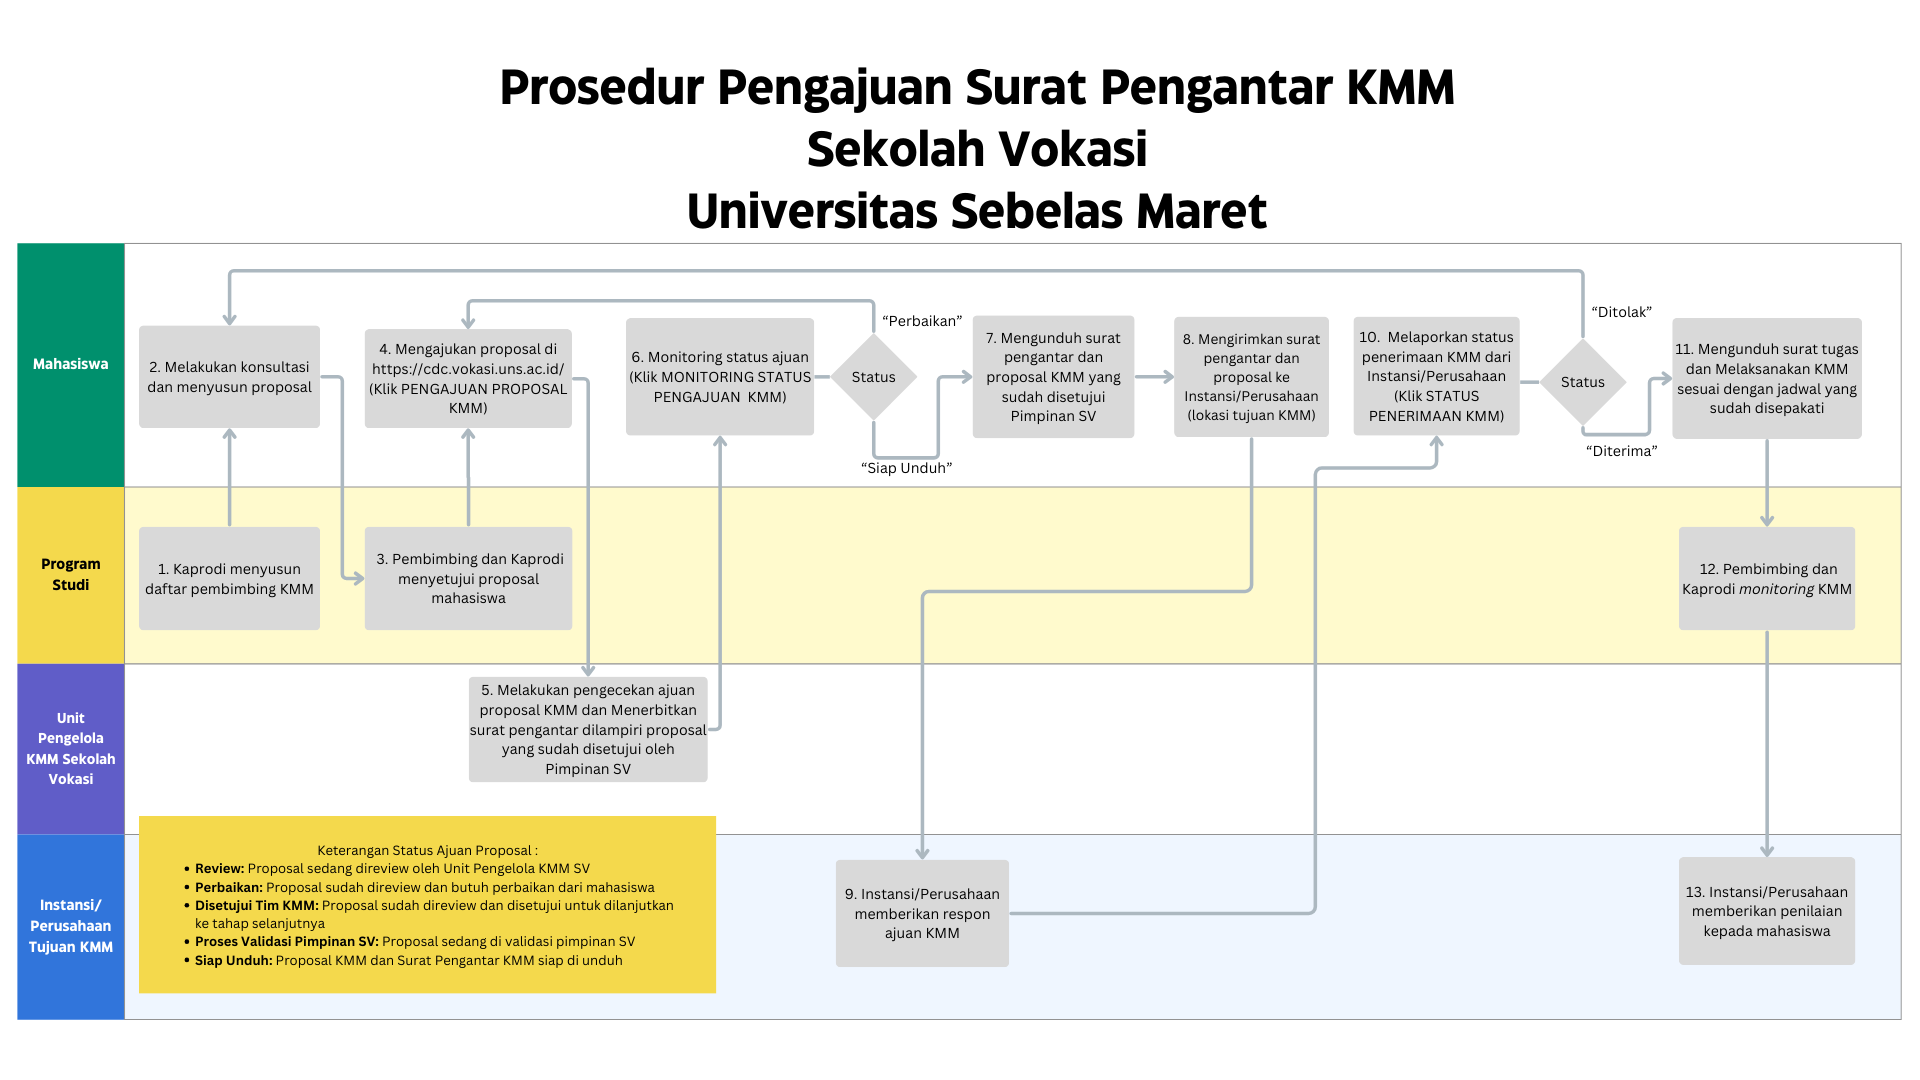 Prosedur Pengajuan Surat Pengantar KMM
Sekolah Vokasi
Universitas Sebelas Maret
Mahasiswa
2. Melakukan konsultasi
dan menyusun proposal
4. Mengajukan proposal di
https://cdc.vokasi.uns.ac.id/
(Klik PENGAJUAN PROPOSAL
KMM)
6. Monitoring status ajuan
(Klik MONITORING STATUS
PENGAJUAN KMM)
Status
“Perbaikan”
“Siap Unduh”
7. Mengunduh surat
pengantar dan
proposal KMM yang
sudah disetujui
Pimpinan SV
8. Mengirimkan surat
pengantar dan
proposal ke
Instansi/Perusahaan
(lokasi tujuan KMM)
10. Melaporkan status
penerimaan KMM dari
Instansi/Perusahaan
(Klik STATUS
PENERIMAAN KMM)
Status
“Ditolak”
“Diterima”
11. Mengunduh surat tugas
dan Melaksanakan KMM
sesuai dengan jadwal yang
sudah disepakati
Program
Studi
1. Kaprodi menyusun
daftar pembimbing KMM
3. Pembimbing dan Kaprodi
menyetujui proposal
mahasiswa
12. Pembimbing dan
Kaprodi monitoring KMM
Unit
Pengelola
KMM Sekolah
Vokasi
5. Melakukan pengecekan ajuan
proposal KMM dan Menerbitkan
surat pengantar dilampiri proposal
yang sudah disetujui oleh
Pimpinan SV
Instansi/
Perusahaan
Tujuan KMM
Keterangan Status Ajuan Proposal :
• Review: Proposal sedang direview oleh Unit Pengelola KMM SV
• Perbaikan: Proposal sudah direview dan butuh perbaikan dari mahasiswa
• Disetujui Tim KMM: Proposal sudah direview dan disetujui untuk dilanjutkan
ke tahap selanjutnya
• Proses Validasi Pimpinan SV: Proposal sedang di validasi pimpinan SV
• Siap Unduh: Proposal KMM dan Surat Pengantar KMM siap di unduh
9. Instansi/Perusahaan
memberikan respon
ajuan KMM
13. Instansi/Perusahaan
memberikan penilaian
kepada mahasiswa